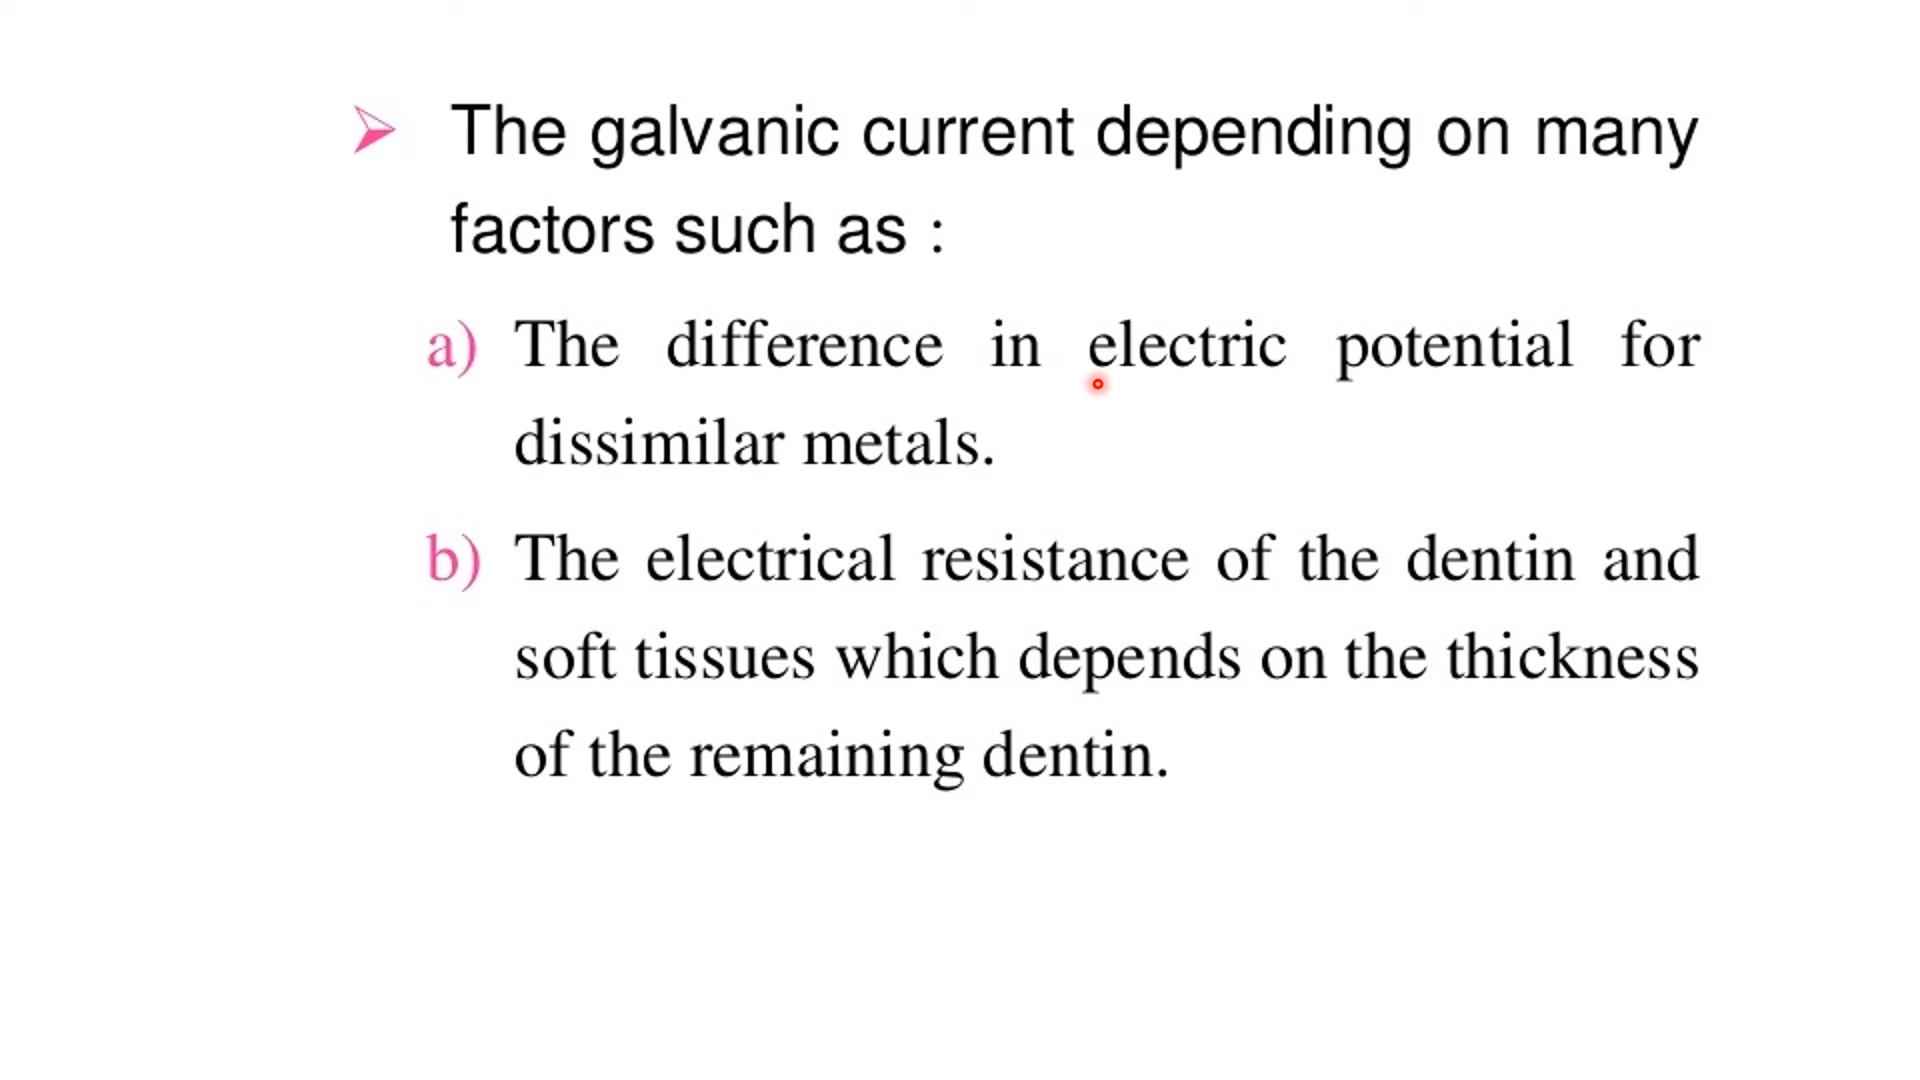 The galvanic current depending on many
factors such as :
a) The difference in electric potential for
dissimilar metals.
b) The electrical resistance of the dentin and
soft tissues which depends on the thickness
of the remaining dentin.